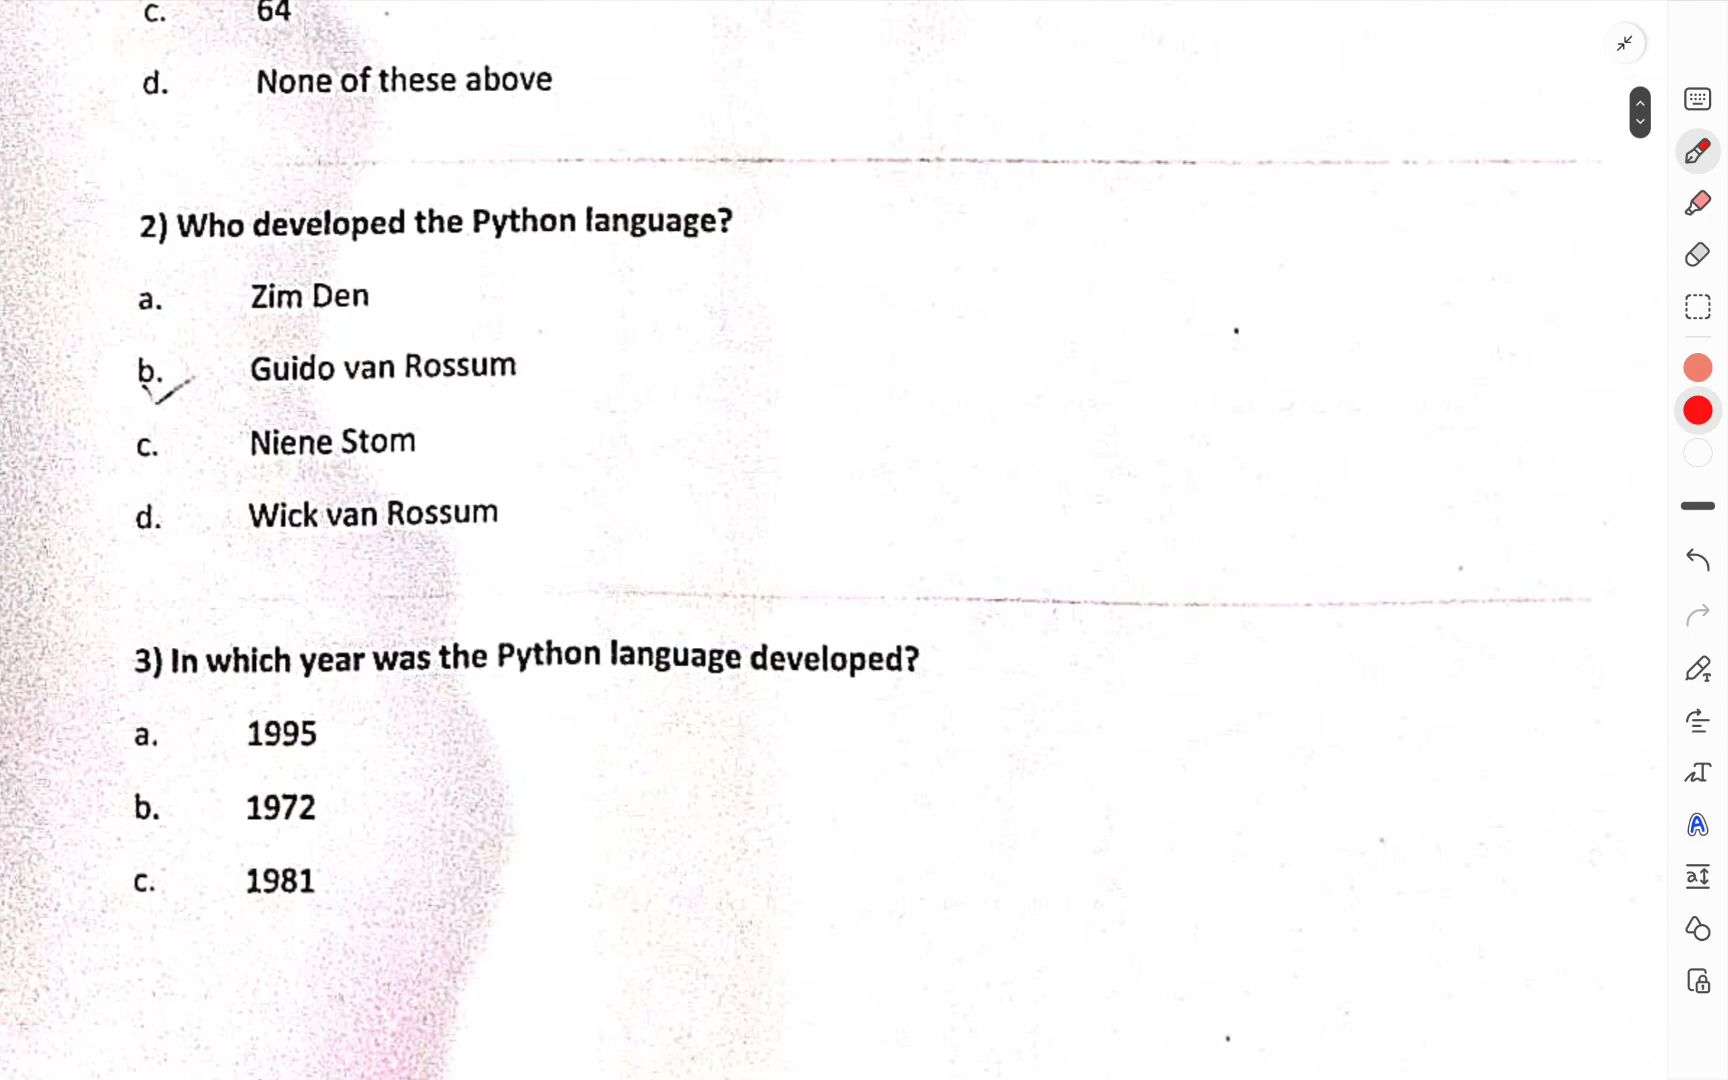 c. 64
d. None of these above
2) Who developed the Python language?
a. Zim Den
b. Guido van Rossum
c. Niene Stom
d. Wick van Rossum
3) In which year was the Python language developed?
a. 1995
b. 1972
c. 1981